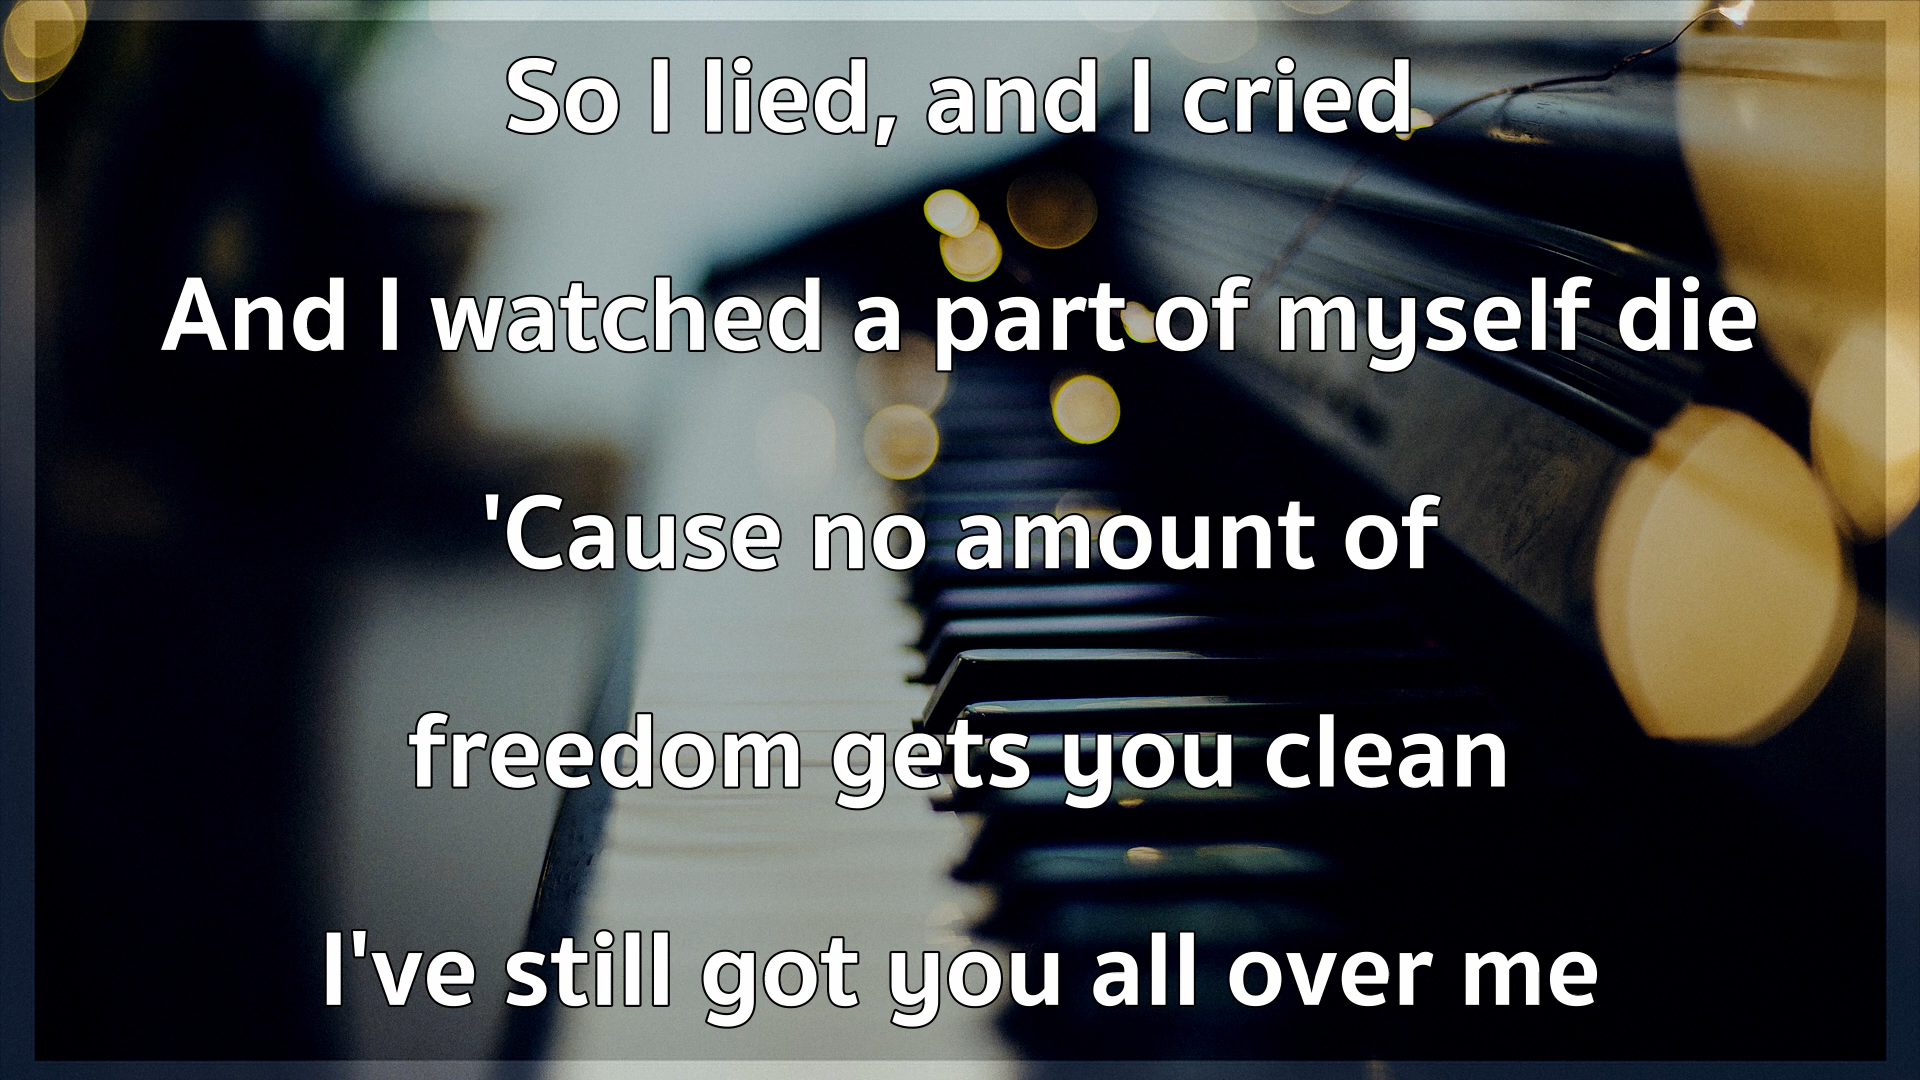 So I lied, and I cried
And I watched a part of myself die
'Cause no amount of
freedom gets you clean
I've still got you all over me